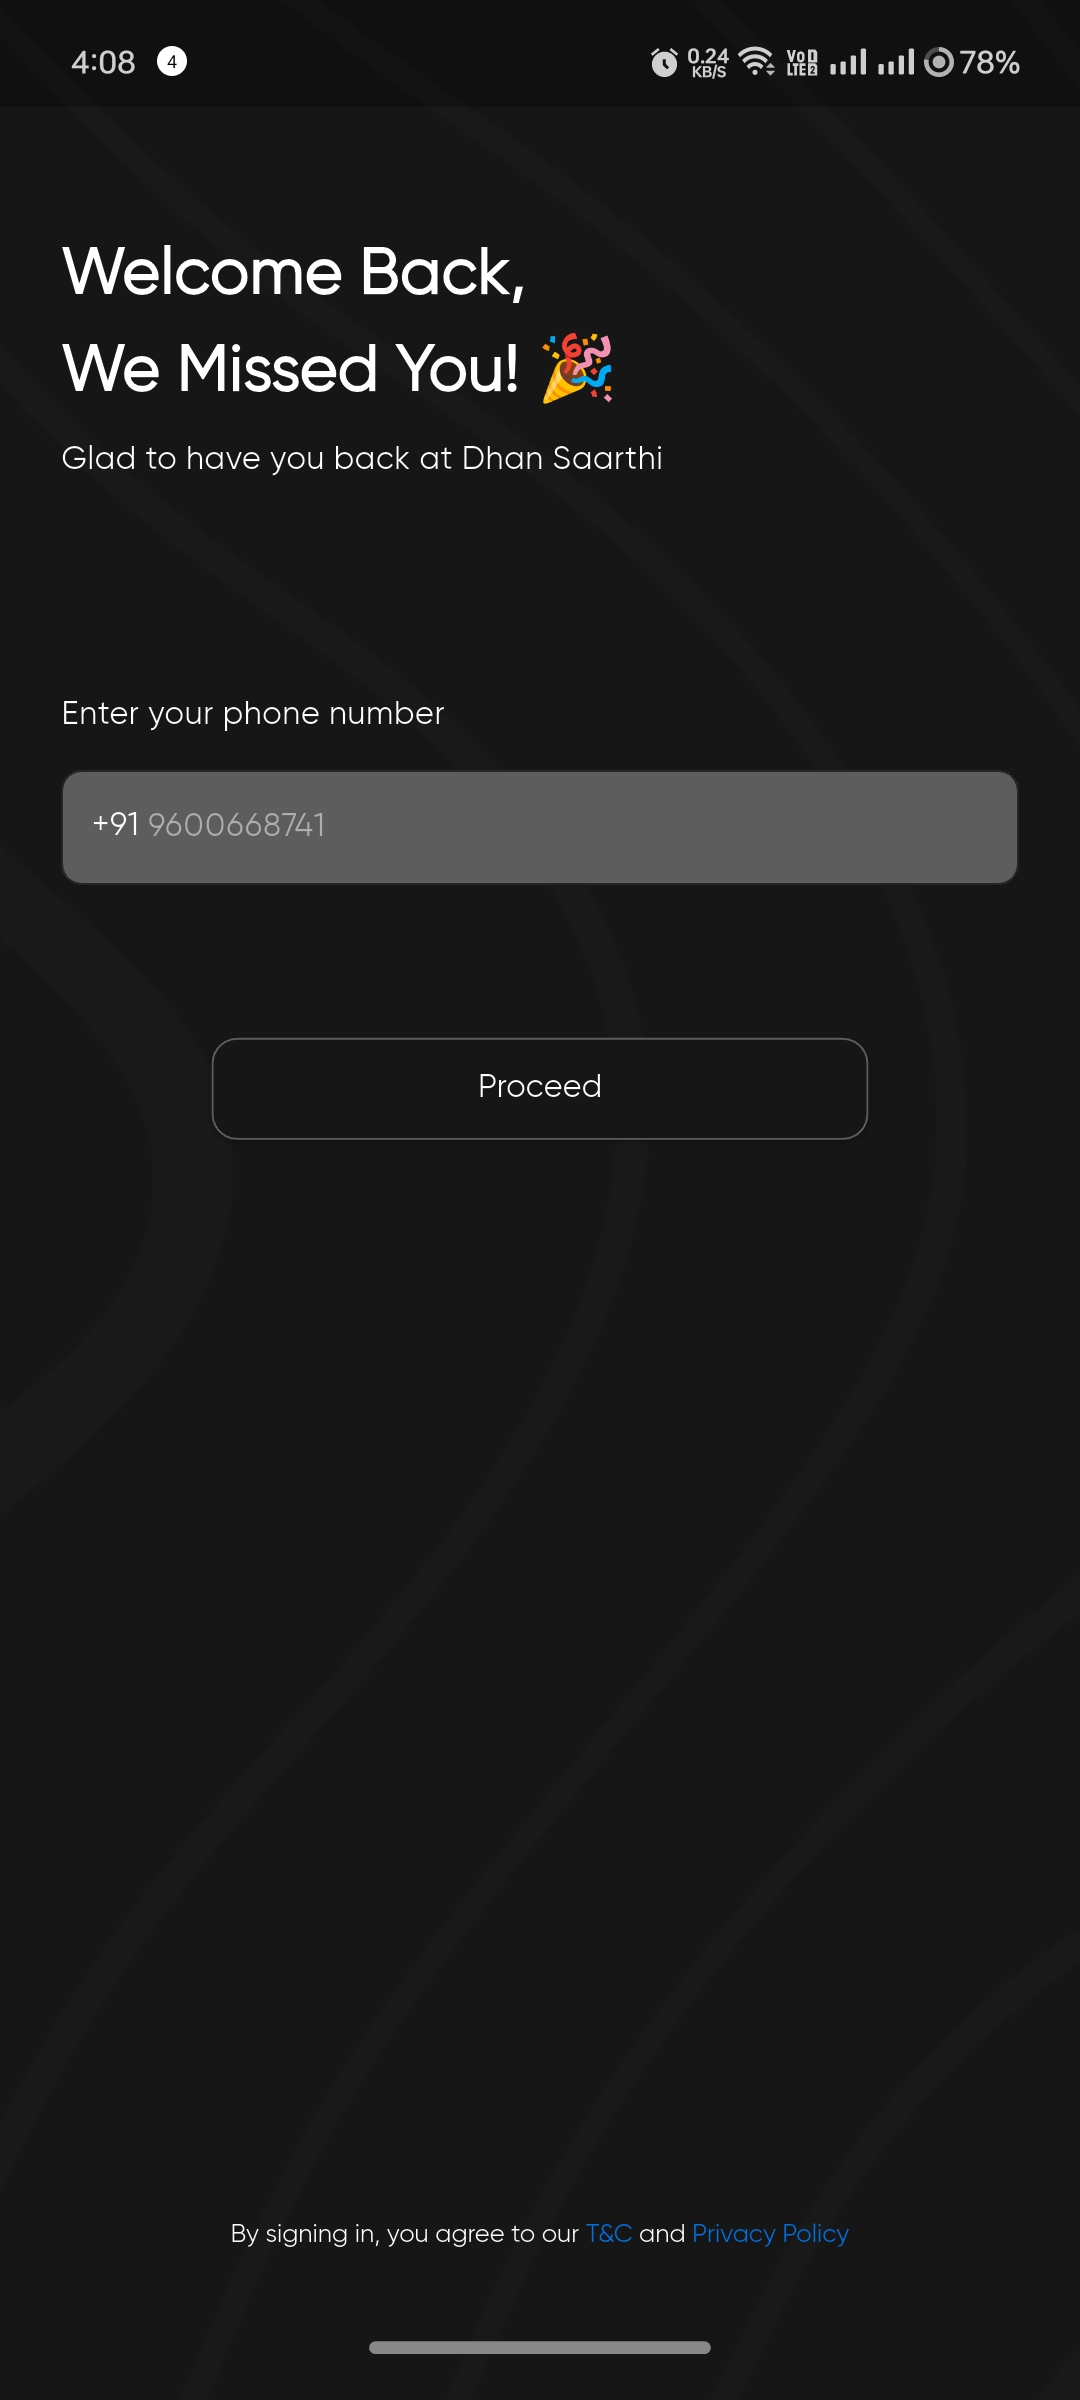 4:08 4 0.24 KB/S VoD LTE2 78%
Welcome Back,
We Missed You! 🎉
Glad to have you back at Dhan Saarthi
Enter your phone number
+91 9600668741
Proceed
By signing in, you agree to our T&C and Privacy Policy